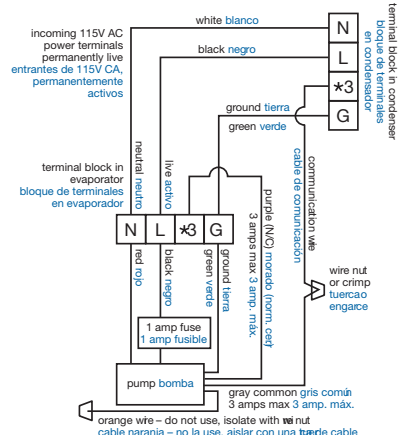 white blanco
N
incoming 115V AC
power terminals
permanently live
entrantes de 115V CA,
permanentemente
activos
black negro
L
*3
ground tierra
G
green verde
terminal block in condenser
bloque de terminales
en condensador
neutral neutro
live activo
terminal block in
evaporator
bloque de terminales
en evaporador
N L *3 G
purple (N/C) morado (norm. cerr)
3 amps max 3 amp. máx.
communication wire
cable de comunicación
red rojo
black negro
green verde
ground tierra
wire nut
or crimp
tuerca o
engarce
1 amp fuse
1 amp fusible
pump bomba
gray common gris común
3 amps max 3 amp. máx.
orange wire – do not use, isolate with nut
cable naranja – no la use, aislar con una de cable